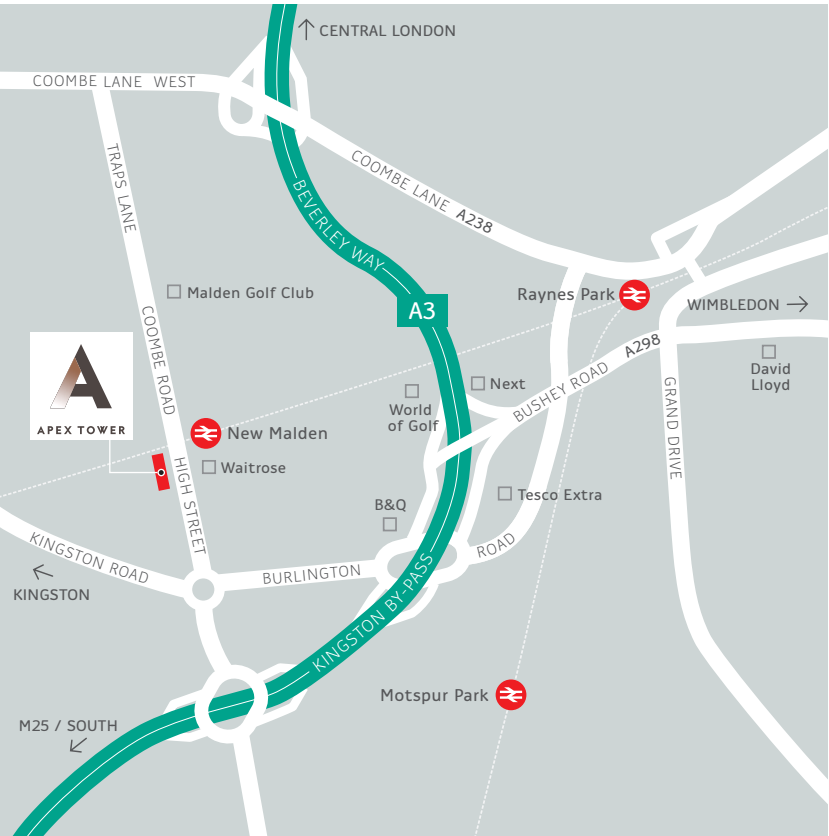 CENTRAL LONDON
COOMBE LANE WEST
TRAPS LANE
COOMBE LANE A238
BEVERLEY WAY
Malden Golf Club
Raynes Park
WIMBLEDON
A3
COOMBE ROAD
A298
BUSHEY ROAD
David
Lloyd
Next
World
of Golf
GRAND DRIVE
A
APEX TOWER
New Malden
Waitrose
HIGH STREET
Tesco Extra
B&Q
KINGSTON ROAD
KINGSTON
BURLINGTON
ROAD
KINGSTON BY-PASS
Motspur Park
M25 / SOUTH